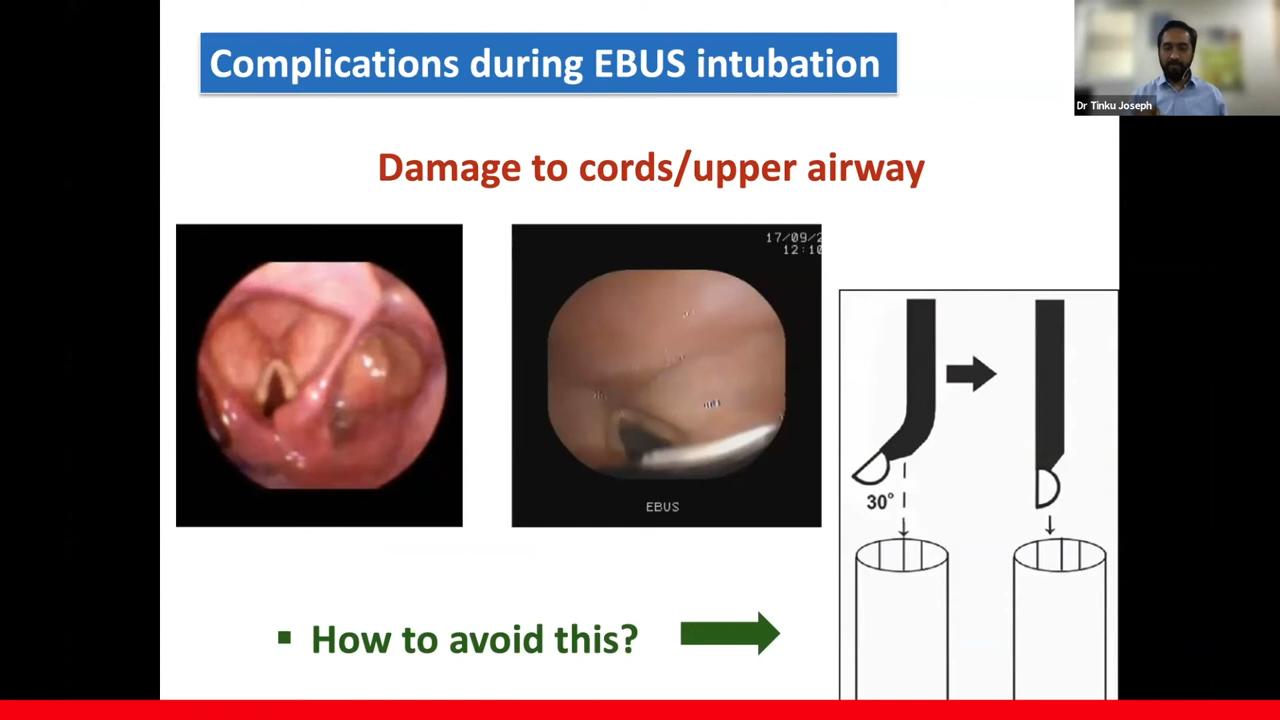 Complications during EBUS intubation
Dr Tinku Joseph
Damage to cords/upper airway
17/09/2
12:10
EBUS
30°
How to avoid this?